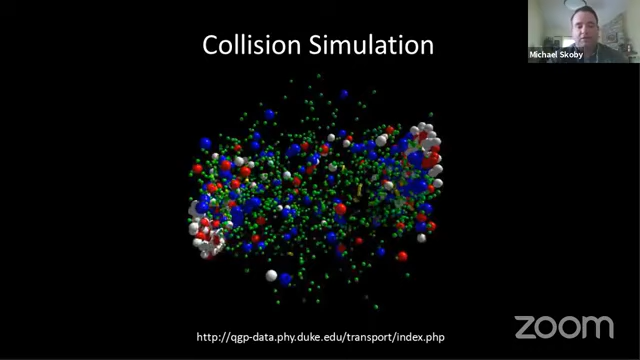 Collision Simulation
Michael Skoby
http://qgp-data.phy.duke.edu/transport/index.php
zoom